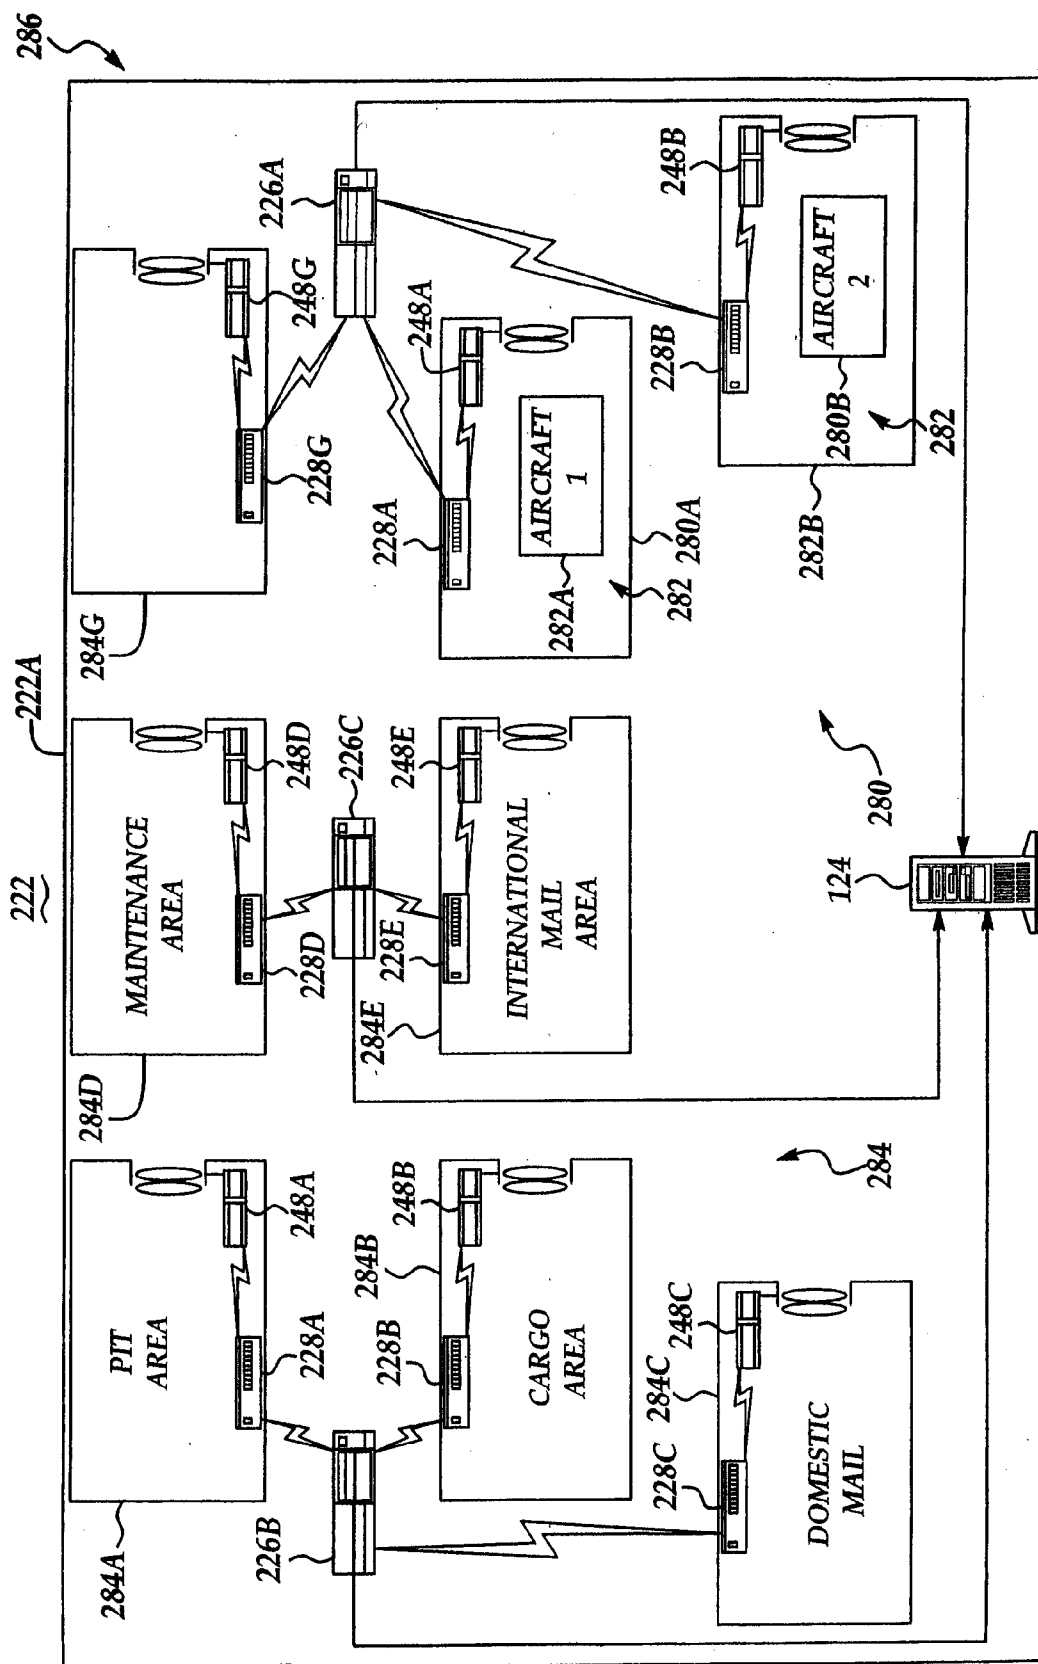 222
222A
286
284A
284D
284G
PIT
AREA
MAINTENANCE
AREA
226B
228A
248A
228D
248D
226C
228G
248G
226A
228B
284B
248B
284E
228E
248E
228A
248A
CARGO
AREA
INTERNATIONAL
MAIL
AREA
AIRCRAFT
1
282A
282
280A
228C
284C
248C
228B
248B
DOMESTIC
MAIL
AIRCRAFT
2
282B
280B
282
284
124
280